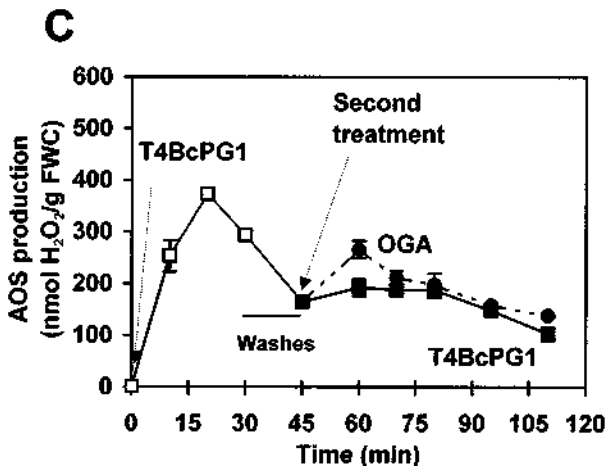 C
600
500
400
300
200
100
0
AOS production
(nmol H₂O₂/g FWC)
T4BcPG1
Second
treatment
OGA
Washes
T4BcPG1
0 15 30 45 60 75 90 105 120
Time (min)